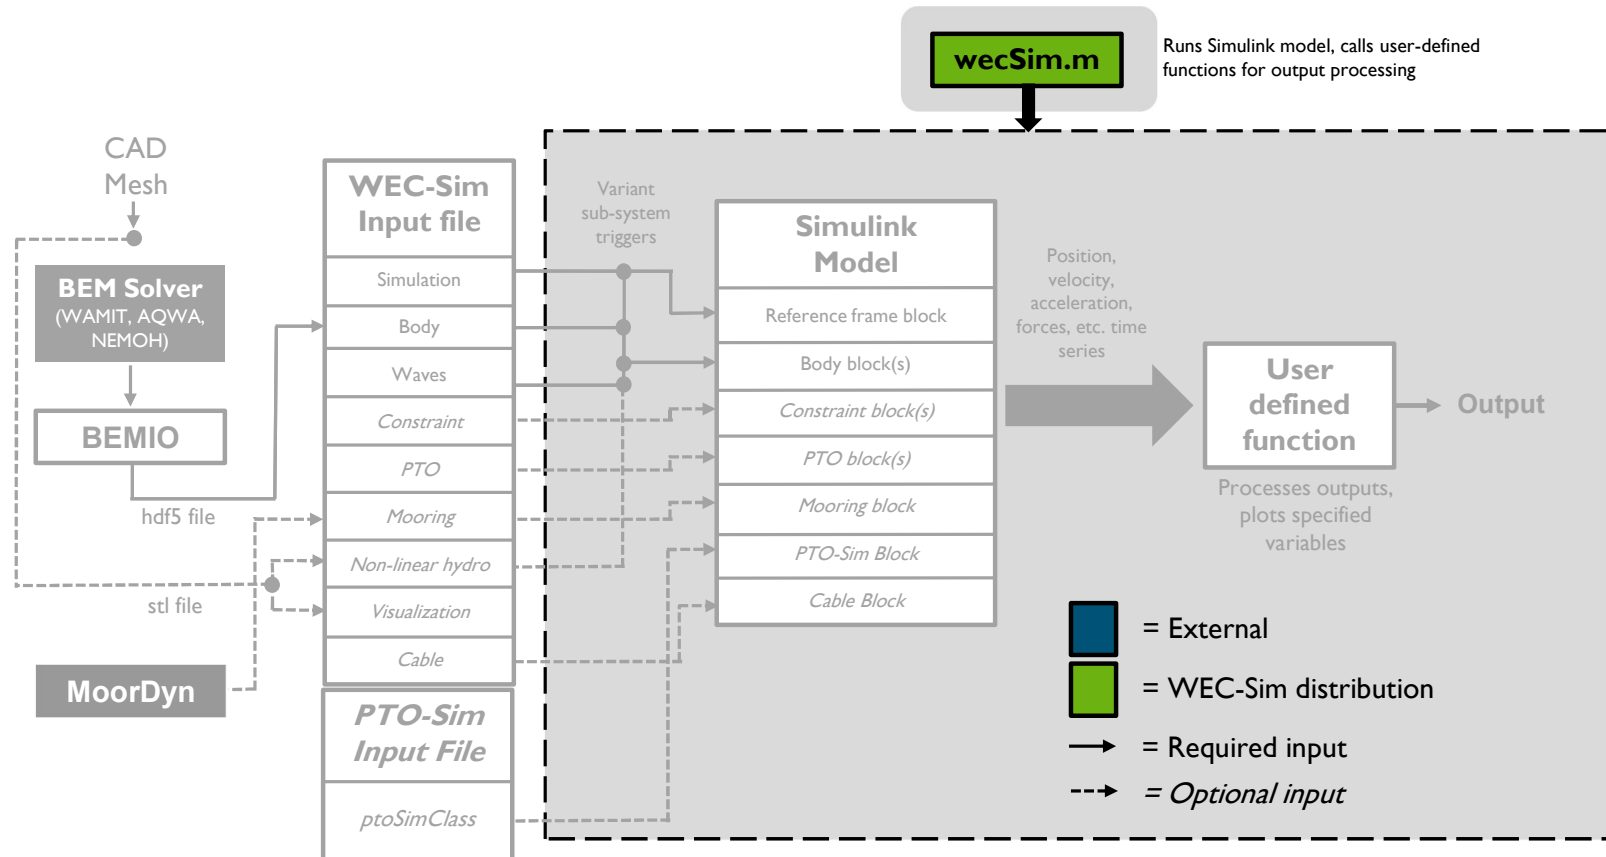 wecSim.m
Runs Simulink model, calls user-defined
functions for output processing
CAD
Mesh
BEM Solver
(WAMIT, AQWA,
NEMOH)
BEMIO
hdf5 file
stl file
MoorDyn
WEC-Sim
Input file
Simulation
Body
Waves
Constraint
PTO
Mooring
Non-linear hydro
Visualization
Cable
PTO-Sim
Input File
ptoSimClass
Variant
sub-system
triggers
Simulink
Model
Reference frame block
Body block(s)
Constraint block(s)
PTO block(s)
Mooring block
PTO-Sim Block
Cable Block
Position,
velocity,
acceleration,
forces, etc. time
series
User
defined
function
Output
Processes outputs,
plots specified
variables
= External
= WEC-Sim distribution
= Required input
= Optional input